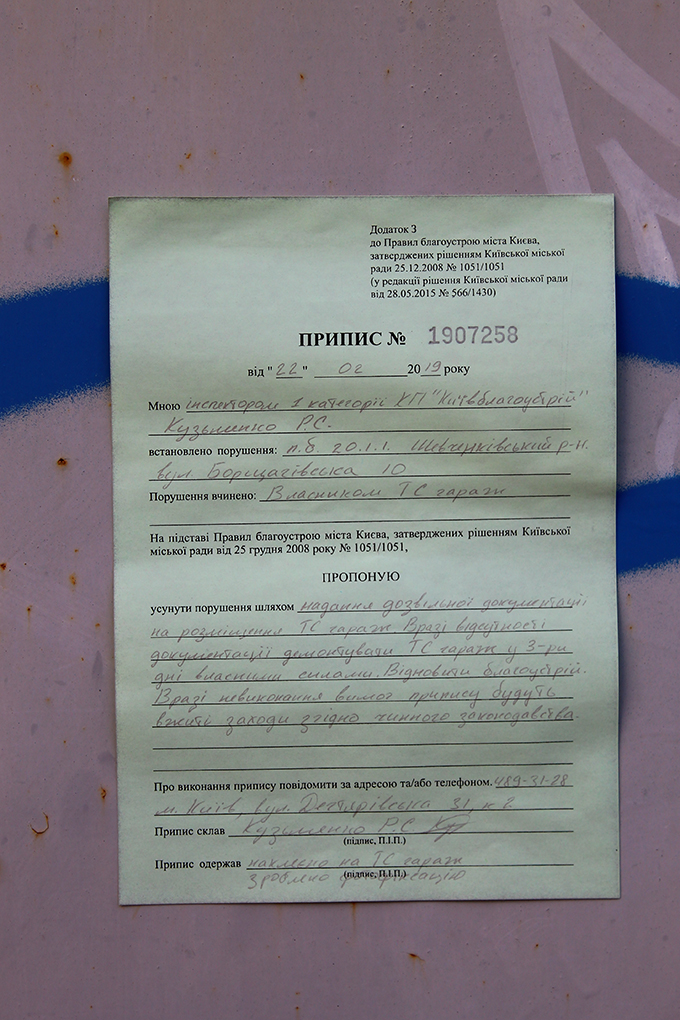 Додаток 3
до Правил благоустрою міста Києва,
затверджених рішенням Київської міської
ради 25.12.2008 № 1051/1051
(у редакції рішення Київської міської ради
від 28.05.2015 № 566/1430)
ПРИПИС № 1907258
від "22" 02 2019 року
Мною інспектором 1 категорії КП "Київблагоустрій"
Кузьменко Р.С.
встановлено порушення: п.б. 20.1.1. Шевченківський р-н.
вул Борщагівська 10
Порушення вчинено: Власником ТС гараж
На підставі Правил благоустрою міста Києва, затверджених рішенням Київської
міської ради від 25 грудня 2008 року № 1051/1051,
ПРОПОНУЮ
усунути порушення шляхом надання дозвільної документації
на розміщення ТС гараж. Вразі відсутності
документації демонтувати ТС гараж у 3-ри
дні власними силами. Відновити благоустрій.
Вразі невиконання вимог припису будуть
вжиті заходи згідно чинного законодавства.
Про виконання припису повідомити за адресою та/або телефоном. 489-31-28
м. Київ, вул. Дегтярівська 31, к 2
Припис склав Кузьменко Р.С
(підпис, П.І.П.)
Припис одержав наклеєно на ТС гараж
(підпис, П.І.П.)
зроблено фотофіксацію